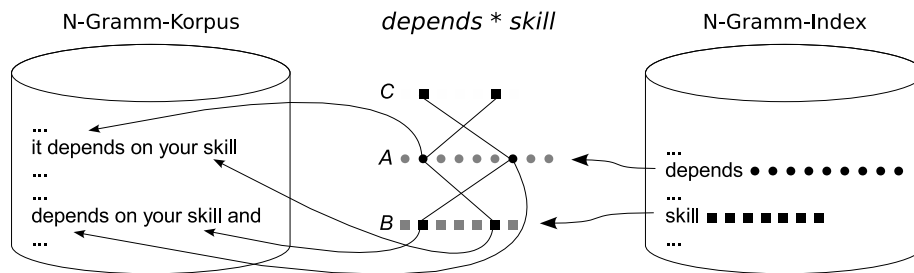 N-Gramm-Korpus
depends * skill
N-Gramm-Index
...
it depends on your skill
...
...
depends on your skill and
...
C
A
B
...
depends
...
skill
...